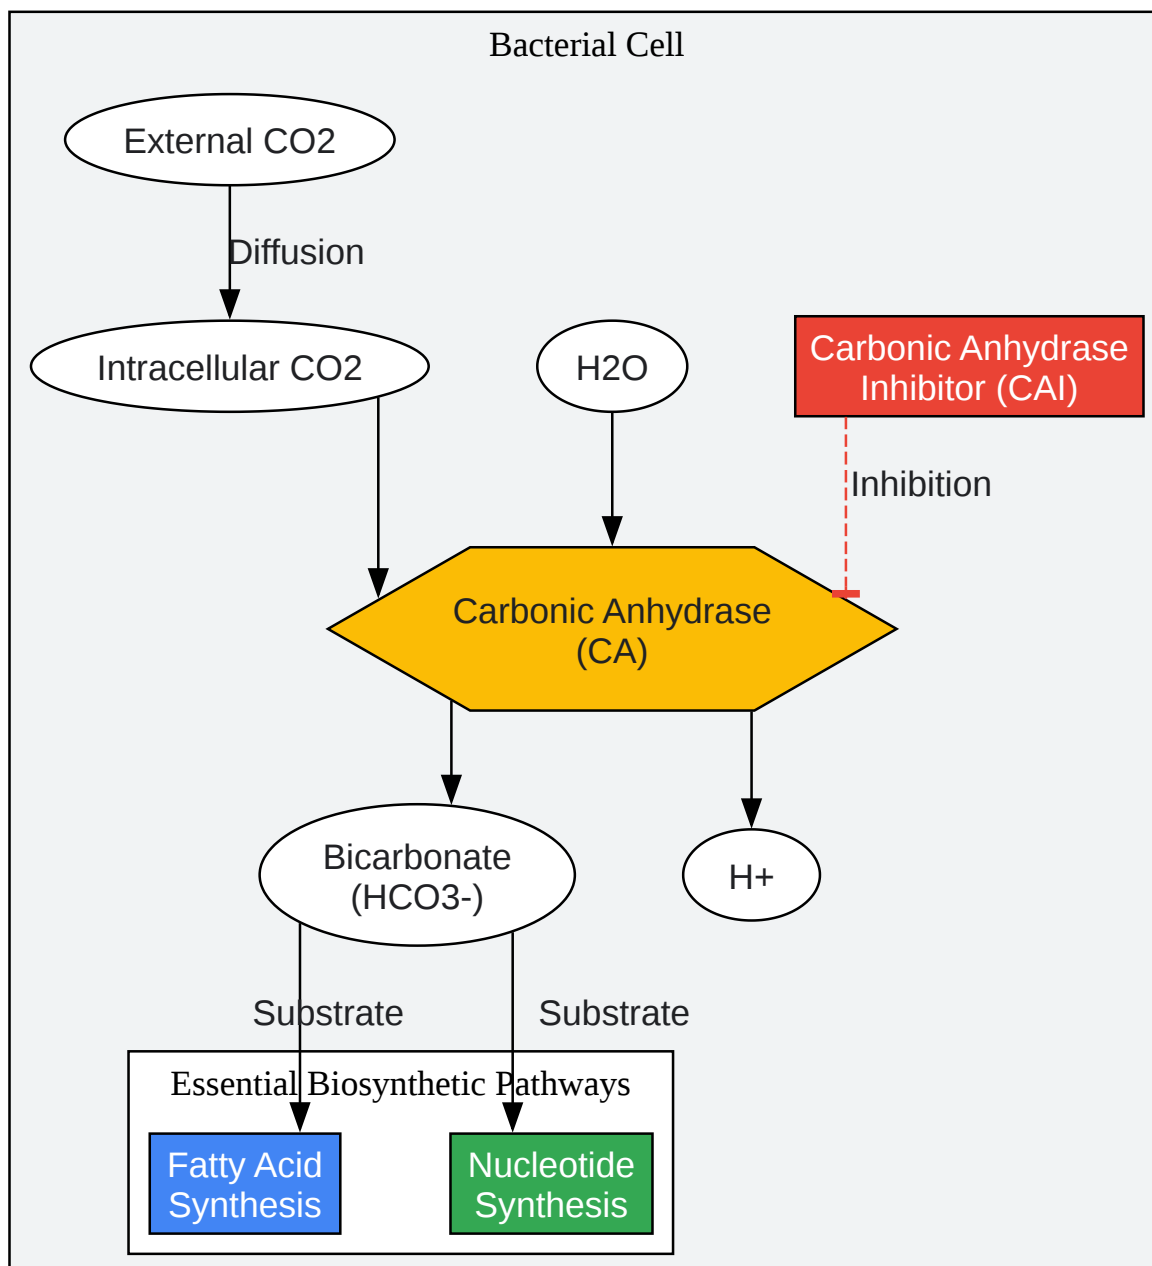 Bacterial Cell
External CO2
Diffusion
Intracellular CO2
H2O
Carbonic Anhydrase
Inhibitor (CAI)
Inhibition
Carbonic Anhydrase
(CA)
Bicarbonate
(HCO3-)
H+
Substrate
Substrate
Essential Biosynthetic Pathways
Fatty Acid
Synthesis
Nucleotide
Synthesis